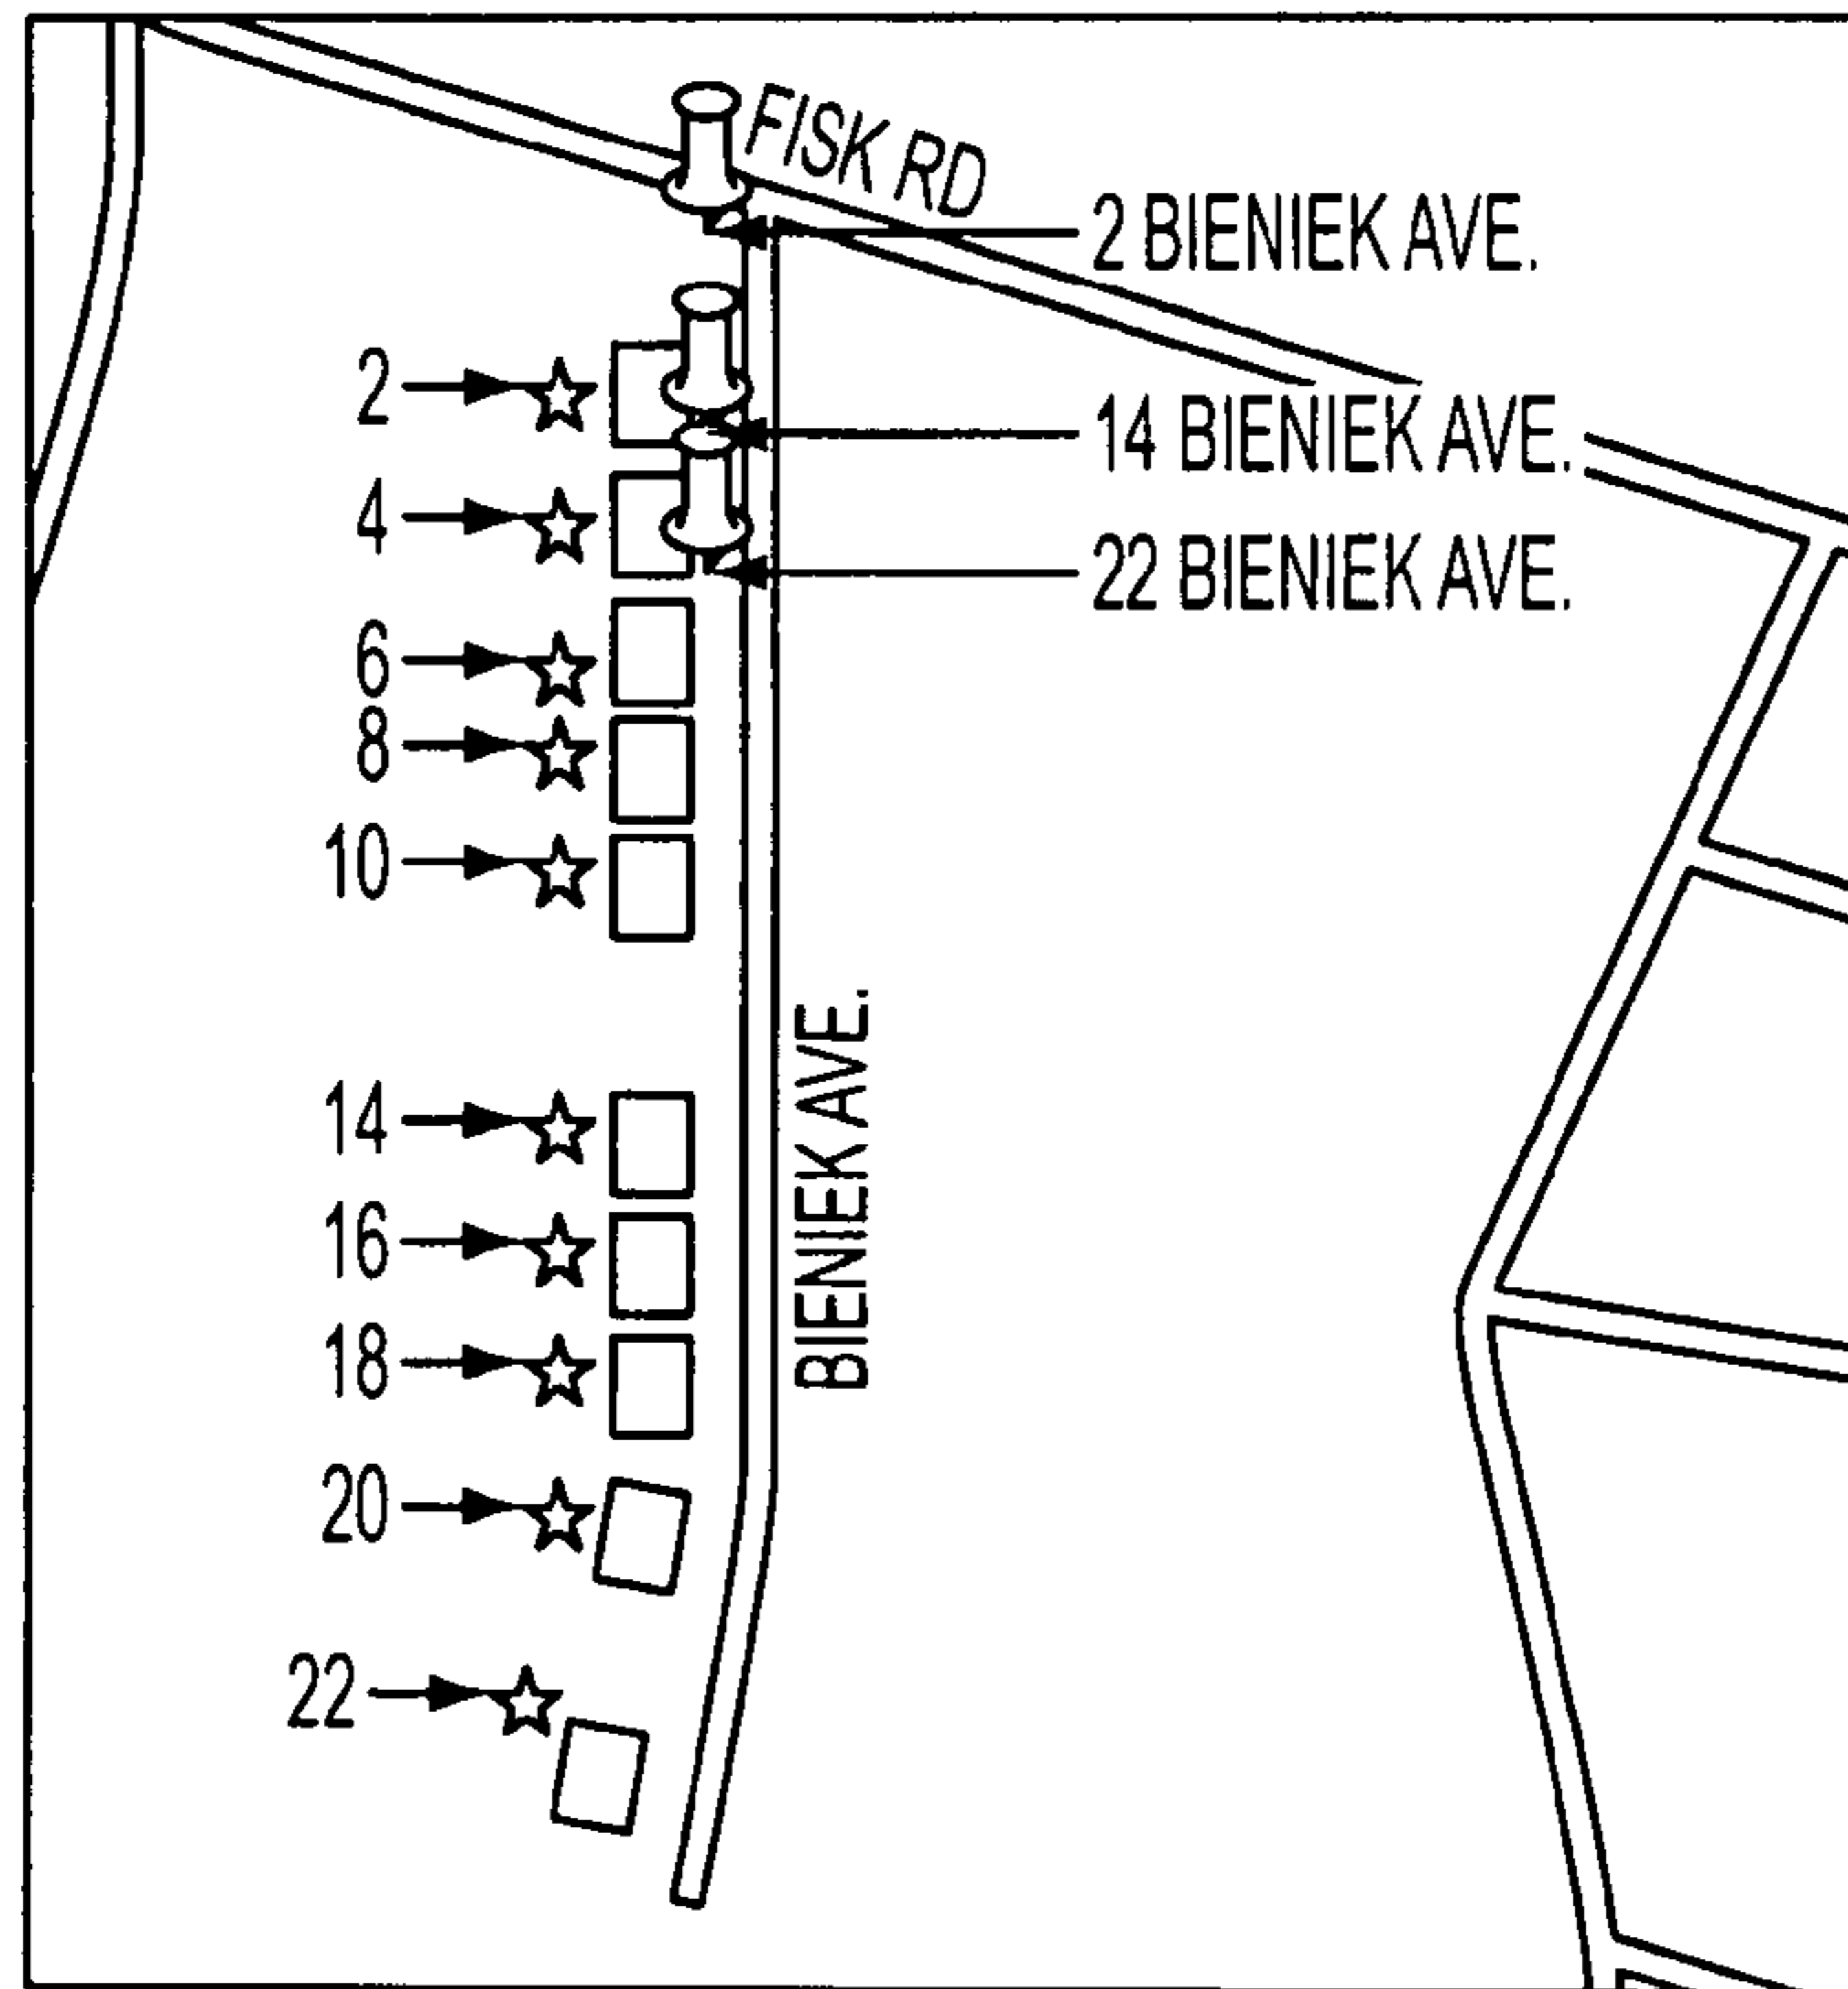 FISK RD
2 BIENIEK AVE.
2
14 BIENIEK AVE.
4
22 BIENIEK AVE.
6
8
10
BIENIEK AVE.
14
16
18
20
22